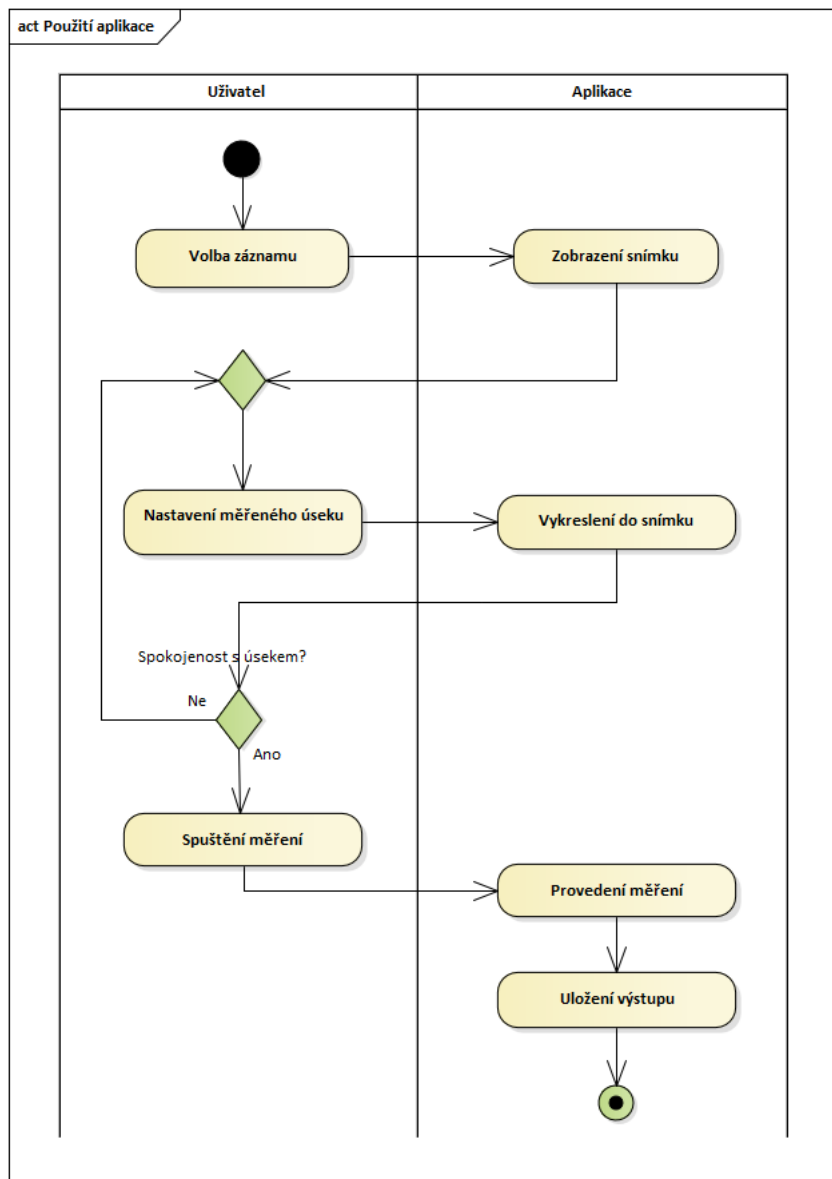 act Použití aplikace
Uživatel
Aplikace
Volba záznamu
Zobrazení snímku
Nastavení měřeného úseku
Vykreslení do snímku
Spokojenost s úsekem?
Ne
Ano
Spuštění měření
Provedení měření
Uložení výstupu